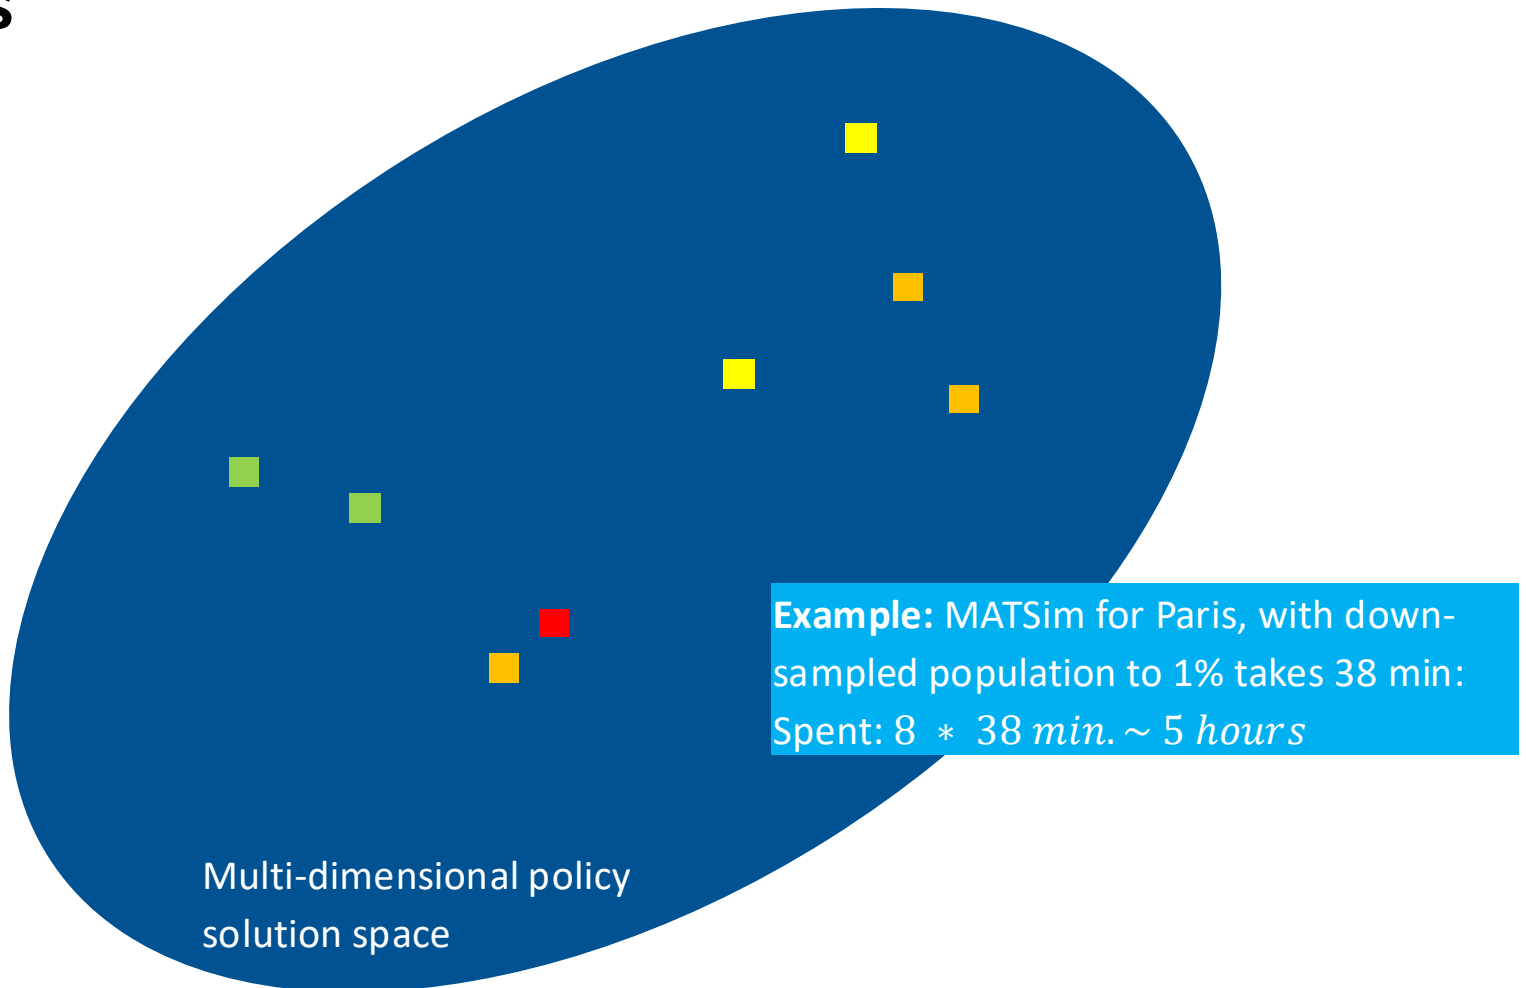 s
Example: MATSim for Paris, with down-
sampled population to 1% takes 38 min:
Spent: 8 * 38 min. ~ 5 hours
Multi-dimensional policy
solution space